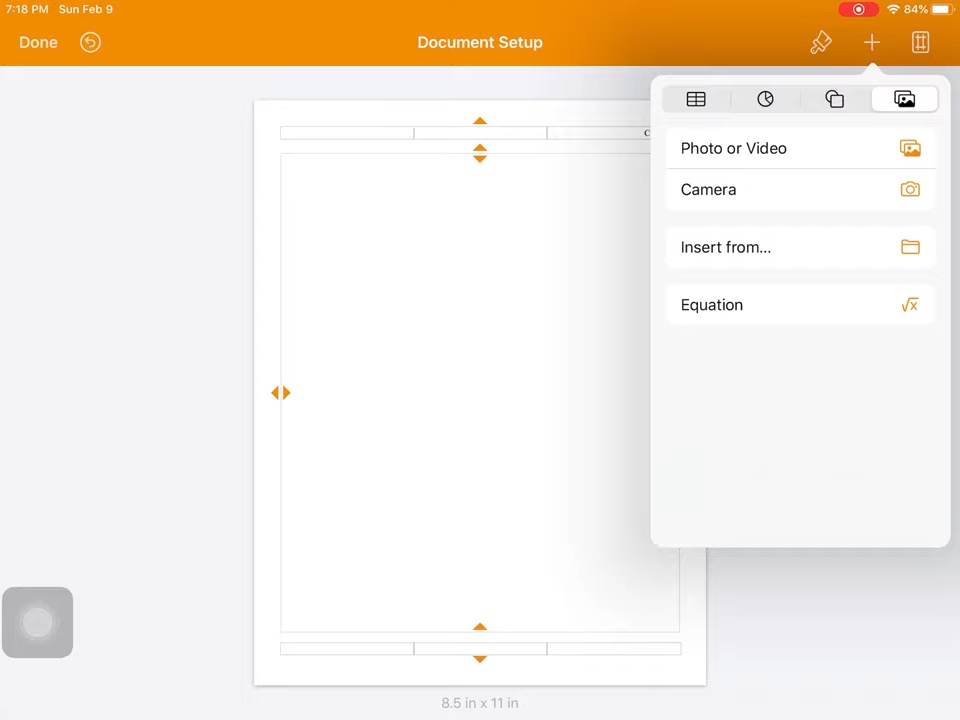 7:18 PM Sun Feb 9
84%
Done
Document Setup
C
Photo or Video
Camera
Insert from...
Equation
√x
8.5 in x 11 in